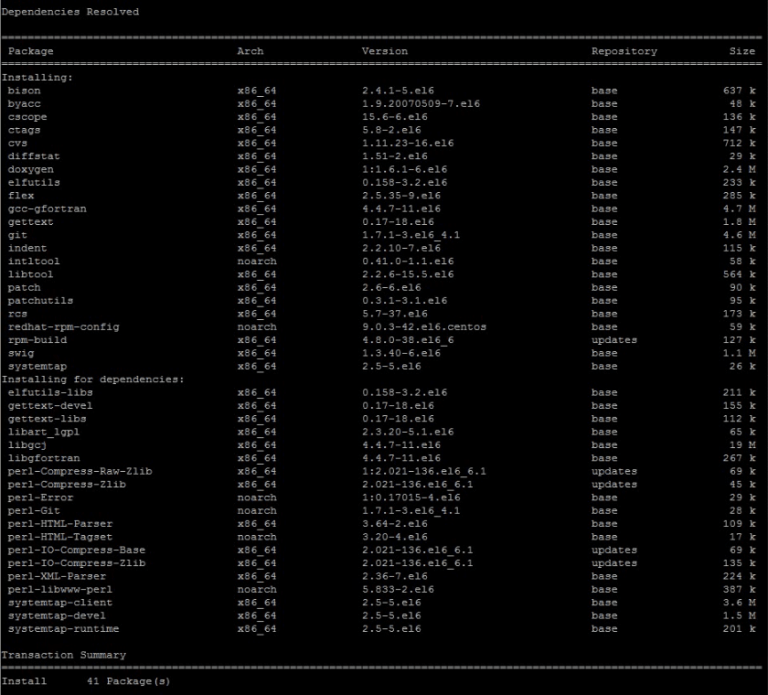 Dependencies Resolved
================================================================================
Package Arch Version Repository Size
================================================================================
Installing:
bison x86_64 2.4.1-5.el6 base 637 k
byacc x86_64 1.9.20070509-7.el6 base 48 k
cscope x86_64 15.6-6.el6 base 136 k
ctags x86_64 5.8-2.el6 base 147 k
cvs x86_64 1.11.23-16.el6 base 712 k
diffstat x86_64 1.51-2.el6 base 29 k
doxygen x86_64 1:1.6.1-6.el6 base 2.4 M
elfutils x86_64 0.158-3.2.el6 base 233 k
flex x86_64 2.5.35-9.el6 base 285 k
gcc-gfortran x86_64 4.4.7-11.el6 base 4.7 M
gettext x86_64 0.17-18.el6 base 1.8 M
git x86_64 1.7.1-3.el6_4.1 base 4.6 M
indent x86_64 2.2.10-7.el6 base 115 k
intltool noarch 0.41.0-1.1.el6 base 58 k
libtool x86_64 2.2.6-15.5.el6 base 564 k
patch x86_64 2.6-6.el6 base 90 k
patchutils x86_64 0.3.1-3.1.el6 base 95 k
rcs x86_64 5.7-37.el6 base 173 k
redhat-rpm-config noarch 9.0.3-42.el6.centos base 59 k
rpm-build x86_64 4.8.0-38.el6_6 updates 127 k
swig x86_64 1.3.40-6.el6 base 1.1 M
systemtap x86_64 2.5-5.el6 base 26 k
Installing for dependencies:
elfutils-libs x86_64 0.158-3.2.el6 base 211 k
gettext-devel x86_64 0.17-18.el6 base 155 k
gettext-libs x86_64 0.17-18.el6 base 112 k
libart_lgpl x86_64 2.3.20-5.1.el6 base 65 k
libgcj x86_64 4.4.7-11.el6 base 19 M
libgfortran x86_64 4.4.7-11.el6 base 267 k
perl-Compress-Raw-Zlib x86_64 1:2.021-136.el6_6.1 updates 69 k
perl-Compress-Zlib x86_64 2.021-136.el6_6.1 updates 45 k
perl-Error noarch 1:0.17015-4.el6 base 29 k
perl-Git noarch 1.7.1-3.el6_4.1 base 28 k
perl-HTML-Parser x86_64 3.64-2.el6 base 109 k
perl-HTML-Tagset noarch 3.20-4.el6 base 17 k
perl-IO-Compress-Base x86_64 2.021-136.el6_6.1 updates 69 k
perl-IO-Compress-Zlib x86_64 2.021-136.el6_6.1 updates 135 k
perl-XML-Parser x86_64 2.36-7.el6 base 224 k
perl-libwww-perl noarch 5.833-2.el6 base 387 k
systemtap-client x86_64 2.5-5.el6 base 3.6 M
systemtap-devel x86_64 2.5-5.el6 base 1.5 M
systemtap-runtime x86_64 2.5-5.el6 base 201 k
Transaction Summary
================================================================================
Install 41 Package(s)